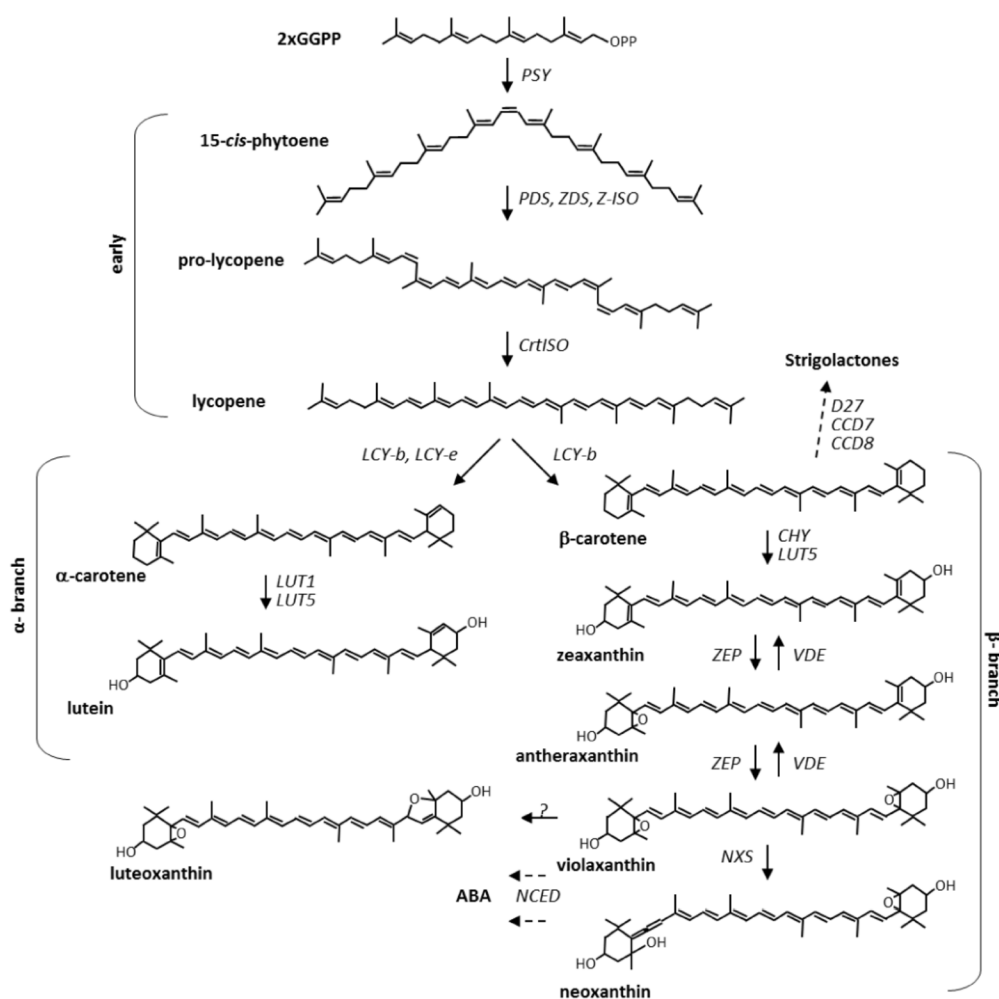 2xGGPP
OPP
PSY
15-cis-phytoene
PDS, ZDS, Z-ISO
early
pro-lycopene
CrtISO
Strigolactones
lycopene
D27
CCD7
CCD8
LCY-b, LCY-e
LCY-b
β-carotene
α-carotene
CHY
LUT5
LUT1
LUT5
α- branch
OH
HO
zeaxanthin
OH
HO
lutein
ZEP
VDE
β- branch
OH
O
HO
antheraxanthin
ZEP
VDE
O
OH
O
HO
luteoxanthin
?
OH
O
O
HO
violaxanthin
NXS
ABA
NCED
OH
O
OH
HO
neoxanthin